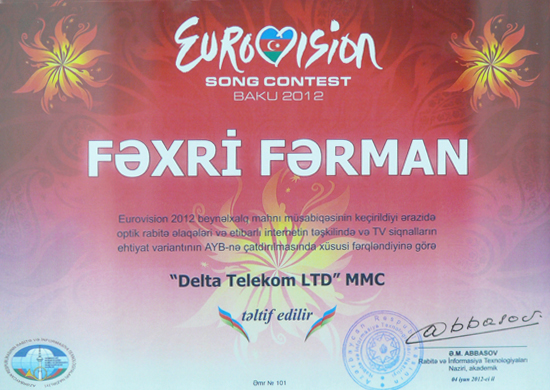 EUROVISION
SONG CONTEST
BAKU 2012
FƏXRİ FƏRMAN
Eurovision 2012 beynəlxalq mahnı müsabiqəsinin keçirildiyi ərazidə
optik rabitə əlaqələri və etibarlı internetin təşkilində və TV siqnalların
ehtiyat variantının AYB-nə çatdırılmasında xüsusi fərqləndiyinə görə
“Delta Telekom LTD” MMC
təltif edilir
Ə.M. ABBASOV
Rabitə və İnformasiya Texnologiyaları
Naziri, akademik
04 iyun 2012-ci il
Əmr № 101